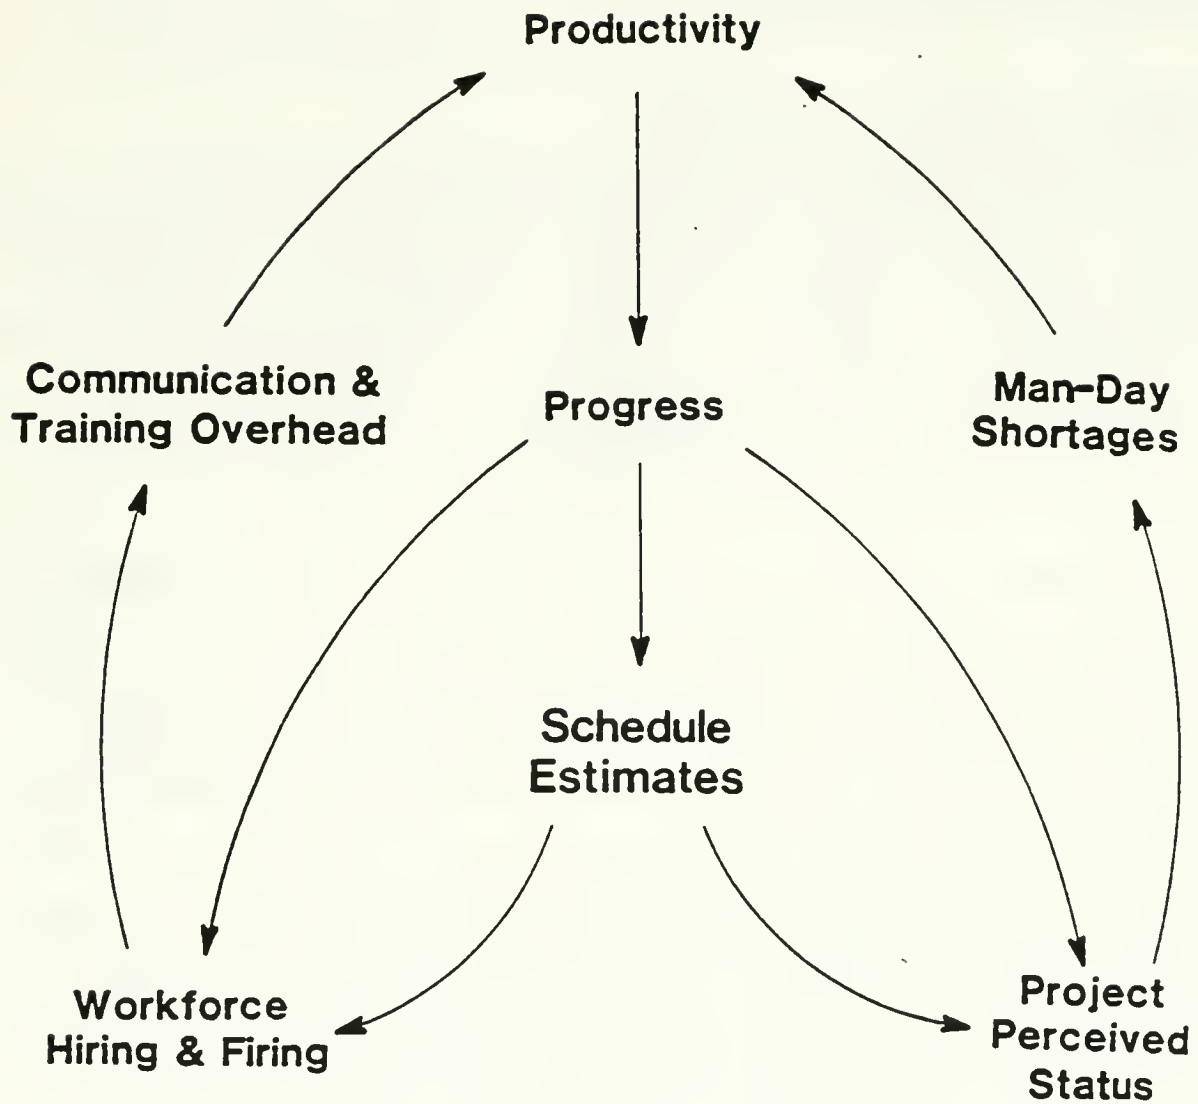 Productivity
Communication &
Training Overhead
Progress
Man-Day
Shortages
Schedule
Estimates
Workforce
Hiring & Firing
Project
Perceived
Status